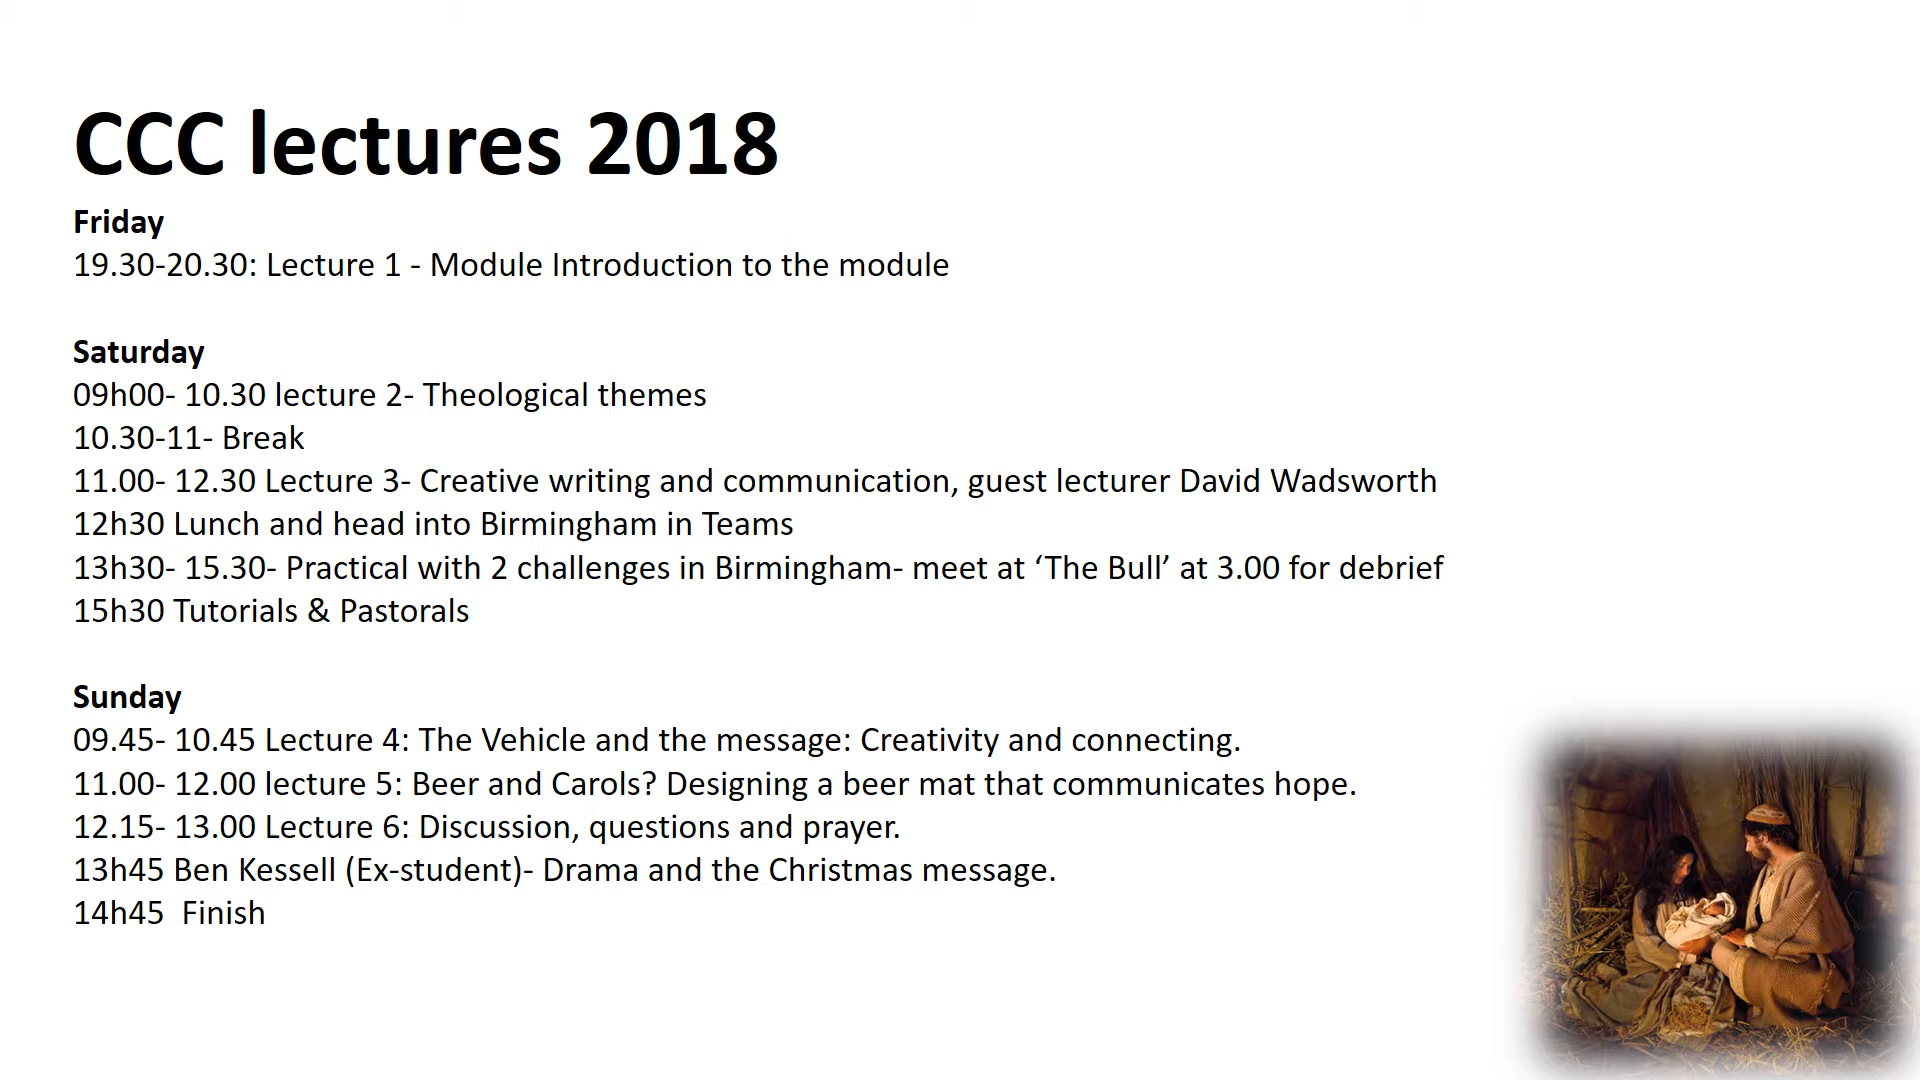 CCC lectures 2018
Friday
19.30-20.30: Lecture 1 - Module Introduction to the module
Saturday
09h00- 10.30 lecture 2- Theological themes
10.30-11- Break
11.00- 12.30 Lecture 3- Creative writing and communication, guest lecturer David Wadsworth
12h30 Lunch and head into Birmingham in Teams
13h30- 15.30- Practical with 2 challenges in Birmingham- meet at ‘The Bull’ at 3.00 for debrief
15h30 Tutorials & Pastorals
Sunday
09.45- 10.45 Lecture 4: The Vehicle and the message: Creativity and connecting.
11.00- 12.00 lecture 5: Beer and Carols? Designing a beer mat that communicates hope.
12.15- 13.00 Lecture 6: Discussion, questions and prayer.
13h45 Ben Kessell (Ex-student)- Drama and the Christmas message.
14h45  Finish